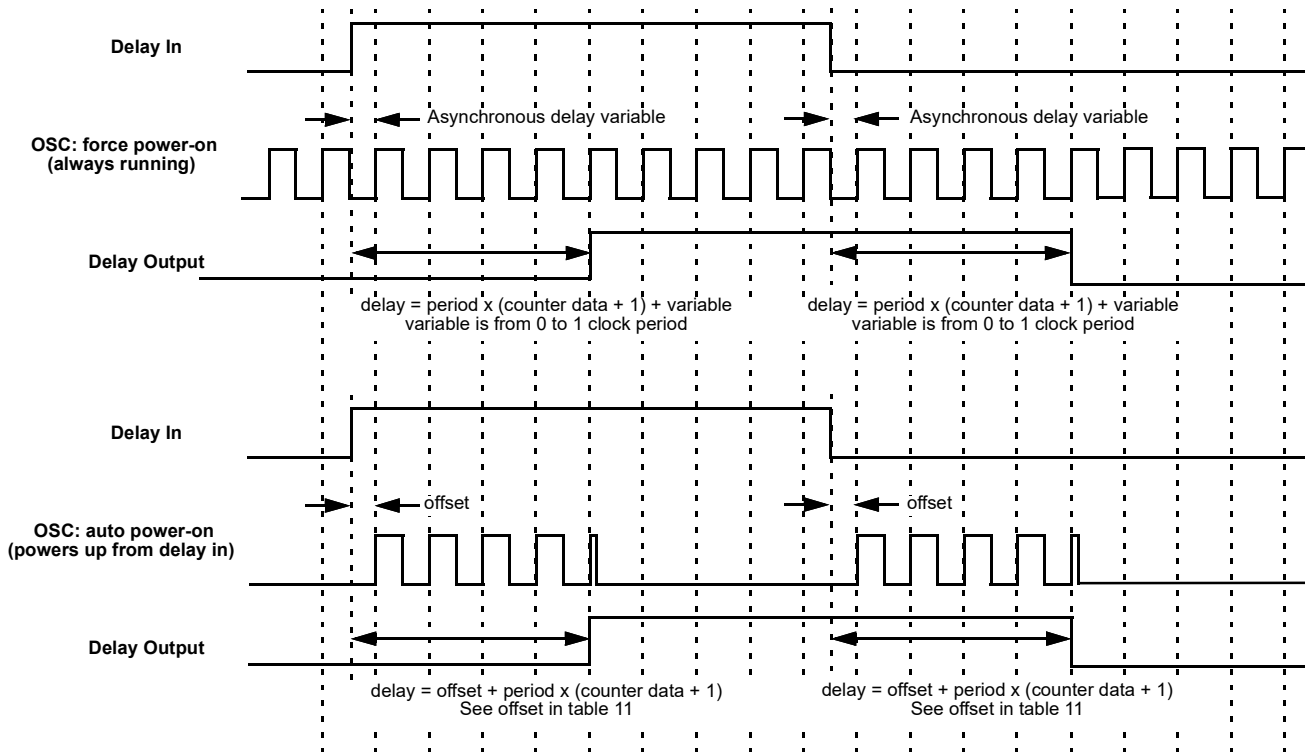 Delay In
Asynchronous delay variable
Asynchronous delay variable
OSC: force power-on
(always running)
Delay Output
delay = period x (counter data + 1) + variable
variable is from 0 to 1 clock period
delay = period x (counter data + 1) + variable
variable is from 0 to 1 clock period
Delay In
offset
offset
OSC: auto power-on
(powers up from delay in)
Delay Output
delay = offset + period x (counter data + 1)
See offset in table 11
delay = offset + period x (counter data + 1)
See offset in table 11